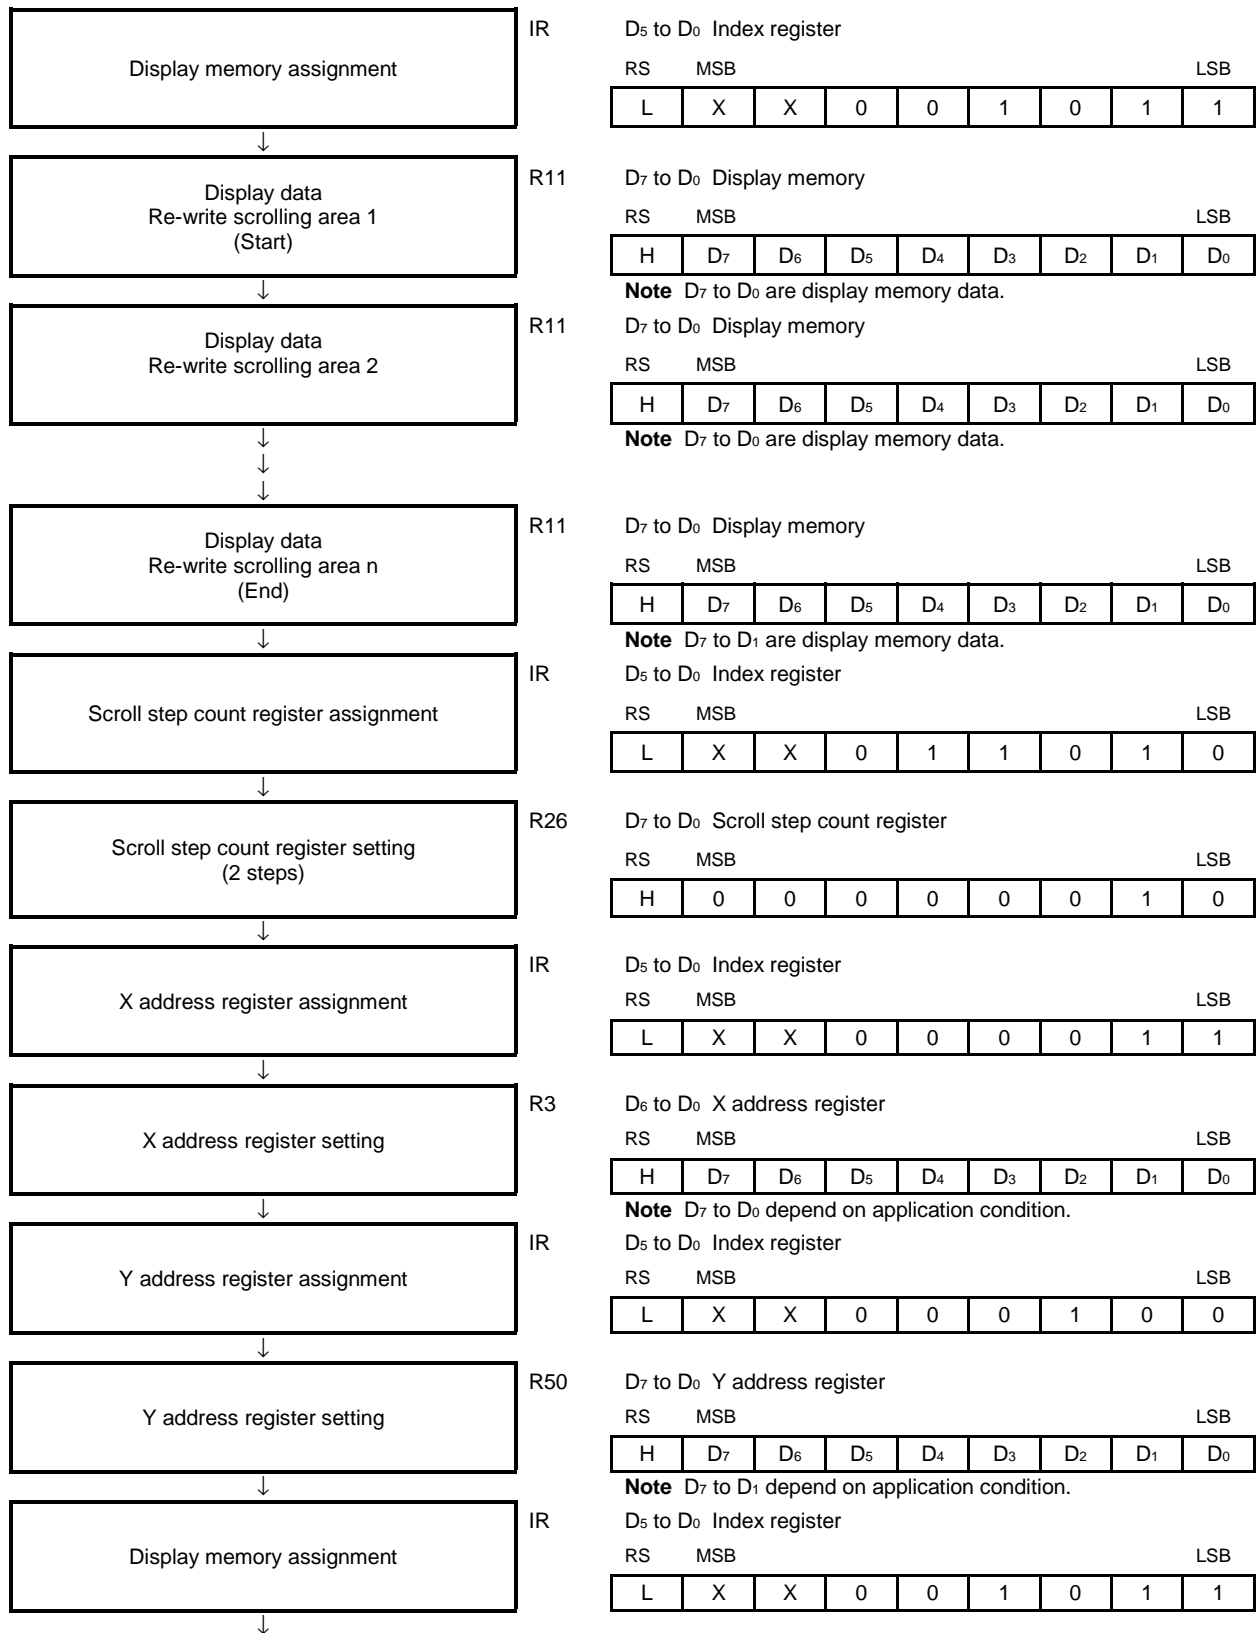 IR D5 to D0 Index register
Display memory assignment RS MSB LSB
L X X 0 0 1 0 1 1
↓
R11 D7 to D0 Display memory
Display data
Re-write scrolling area 1 RS MSB LSB
(Start)
H D7 D6 D5 D4 D3 D2 D1 D0
↓ Note D7 to D0 are display memory data.
R11 D7 to D0 Display memory
Display data
Re-write scrolling area 2 RS MSB LSB
H D7 D6 D5 D4 D3 D2 D1 D0
↓ Note D7 to D0 are display memory data.
↓
↓
R11 D7 to D0 Display memory
Display data
Re-write scrolling area n RS MSB LSB
(End)
H D7 D6 D5 D4 D3 D2 D1 D0
↓ Note D7 to D1 are display memory data.
IR D5 to D0 Index register
Scroll step count register assignment RS MSB LSB
L X X 0 1 1 0 1 0
↓
R26 D7 to D0 Scroll step count register
Scroll step count register setting RS MSB LSB
(2 steps)
H 0 0 0 0 0 0 1 0
↓
IR D5 to D0 Index register
X address register assignment RS MSB LSB
L X X 0 0 0 0 1 1
↓
R3 D6 to D0 X address register
X address register setting RS MSB LSB
H D7 D6 D5 D4 D3 D2 D1 D0
↓ Note D7 to D0 depend on application condition.
IR D5 to D0 Index register
Y address register assignment RS MSB LSB
L X X 0 0 0 1 0 0
↓
R50 D7 to D0 Y address register
Y address register setting RS MSB LSB
H D7 D6 D5 D4 D3 D2 D1 D0
↓ Note D7 to D1 depend on application condition.
IR D5 to D0 Index register
Display memory assignment RS MSB LSB
L X X 0 0 1 0 1 1
↓